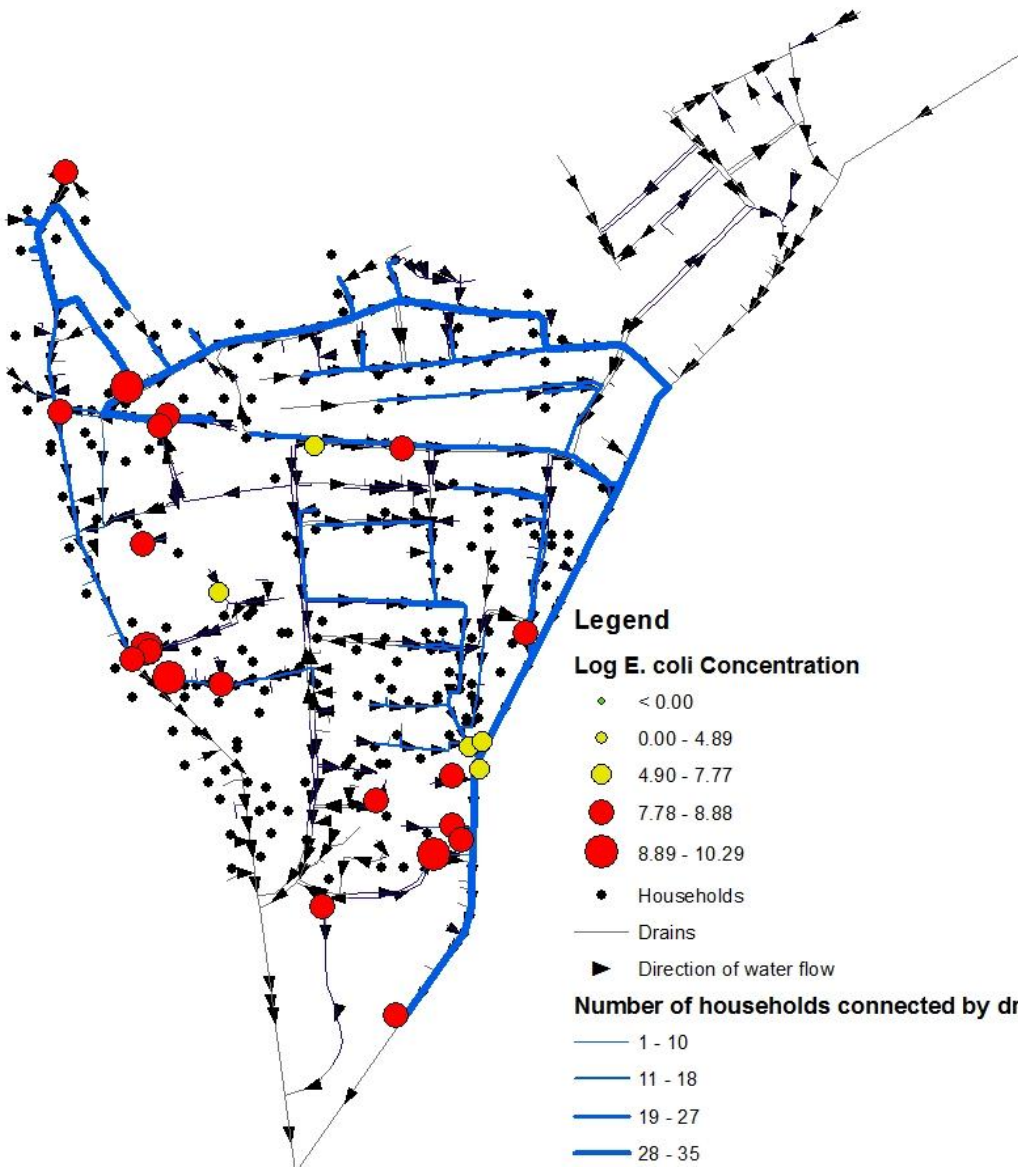 Legend
Log E. coli Concentration
< 0.00
0.00 - 4.89
4.90 - 7.77
7.78 - 8.88
8.89 - 10.29
Households
Drains
Direction of water flow
Number of households connected by dr
1 - 10
11 - 18
19 - 27
28 - 35